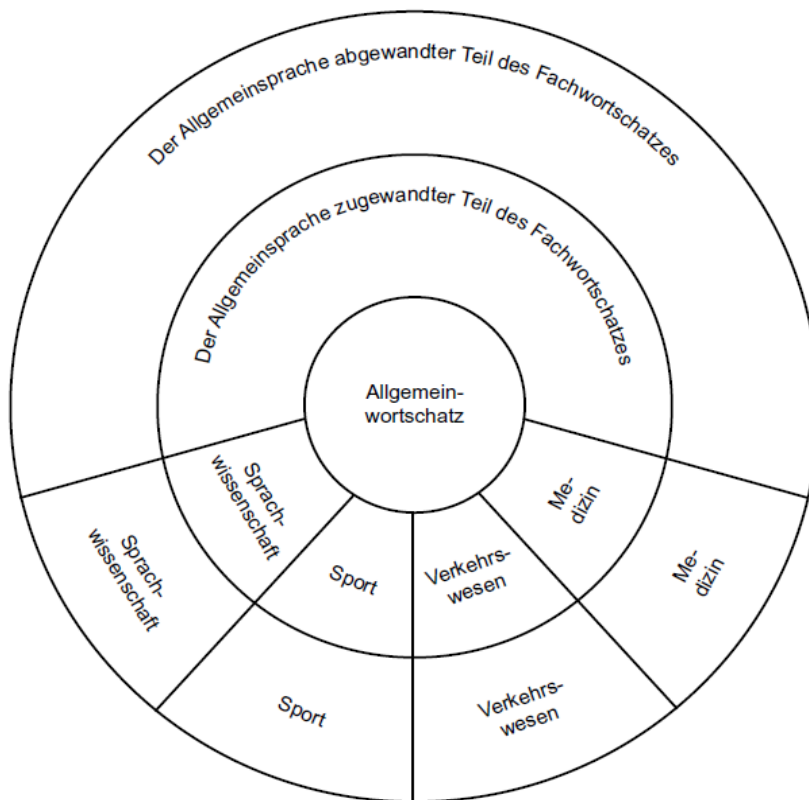 Der Allgemeinsprache abgewandter Teil des Fachwortschatzes
Der Allgemeinsprache zugewandter Teil des Fachwortschatzes
Allgemein-
wortschatz
Sprach-
wissenschaft
Sport
Verkehrs-
wesen
Me-
dizin
Sprach-
wissenschaft
Sport
Verkehrs-
wesen
Me-
dizin